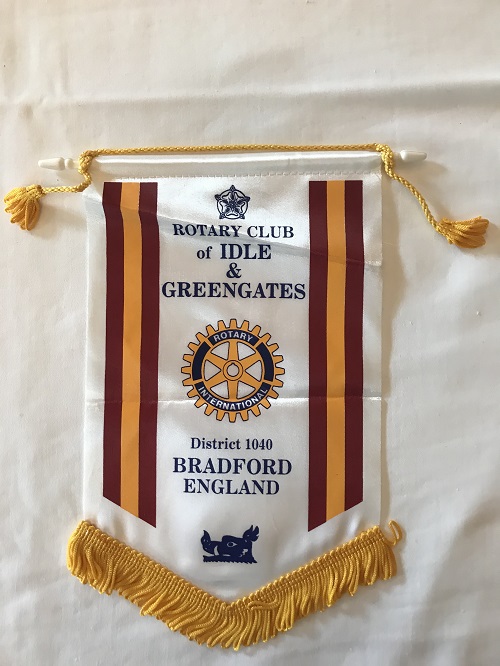 ROTARY CLUB
of IDLE
&
GREENGATES
ROTARY
INTERNATIONAL
District 1040
BRADFORD
ENGLAND